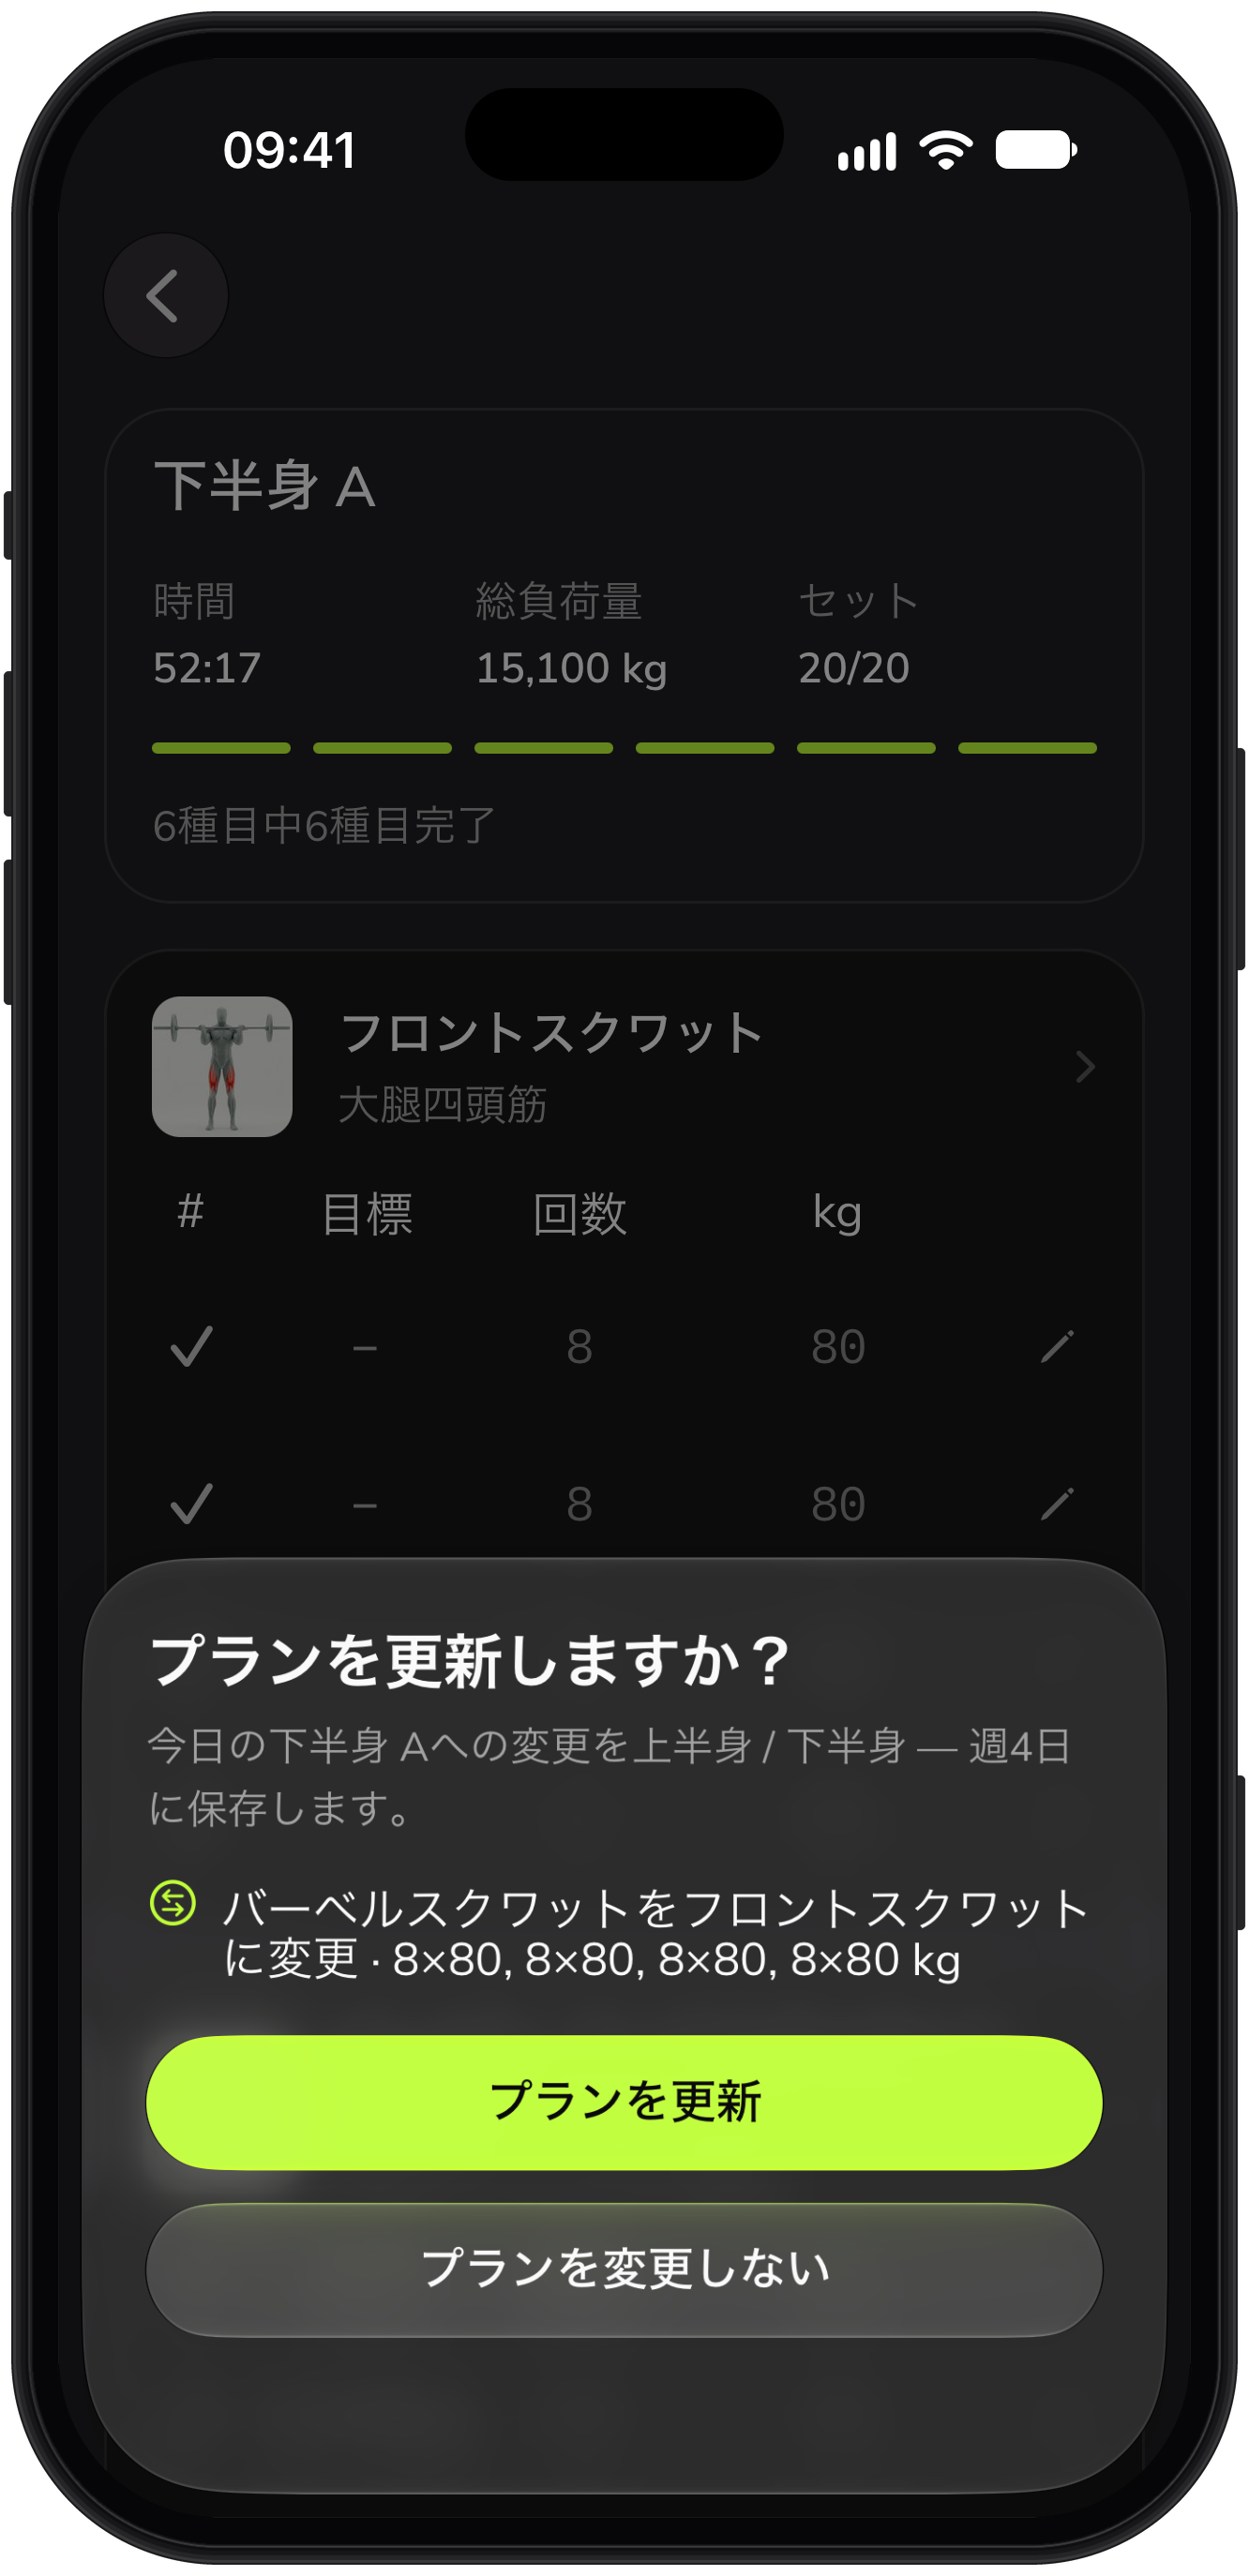 09:41
下半身 A
時間 総負荷量 セット
52:17 15,100 kg 20/20
6種目中6種目完了
フロントスクワット
大腿四頭筋
# 目標 回数 kg
– 8 80
– 8 80
プランを更新しますか？
今日の下半身 Aへの変更を上半身 / 下半身 — 週4日
に保存します。
バーベルスクワットをフロントスクワット
に変更 · 8×80, 8×80, 8×80, 8×80 kg
プランを更新
プランを変更しない